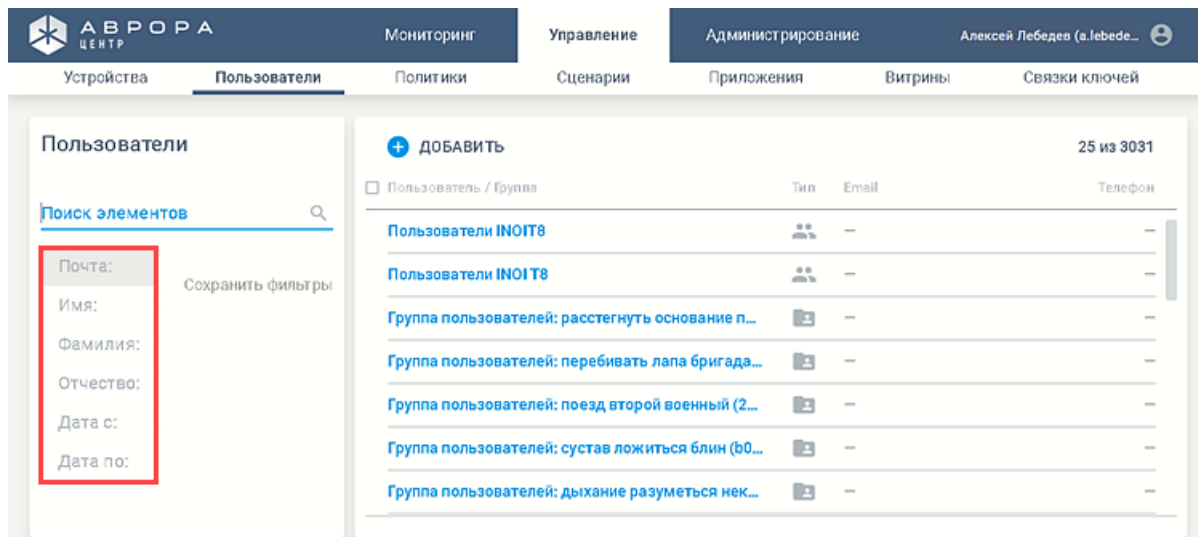 АВРОРА
ЦЕНТР
Мониторинг
Управление
Администрирование
Алексей Лебедев (a.lebede...
Устройства
Пользователи
Политики
Сценарии
Приложения
Витрины
Связки ключей
Пользователи
Поиск элементов
Почта:
Имя:
Фамилия:
Отчество:
Дата с:
Дата по:
Сохранить фильтры
ДОБАВИТЬ
25 из 3031
Пользователь / Группа Тип Email Телефон
Пользователи INOIT8 — —
Пользователи INOI T8 — —
Группа пользователей: расстегнуть основание п... — —
Группа пользователей: перебивать лапа бригада... — —
Группа пользователей: поезд второй военный (2... — —
Группа пользователей: сустав ложиться блин (b0... — —
Группа пользователей: дыхание разуметься нек... — —